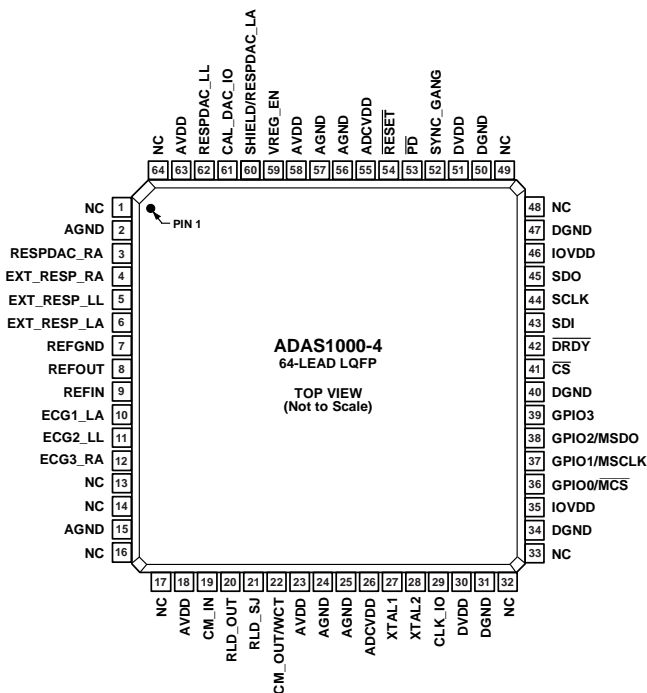 NC
AVDD
RESPDAC_LL
CAL_DAC_IO
SHIELD/RESPDAC_LA
VREG_EN
AVDD
AGND
AGND
ADCVDD
RESET
PD
SYNC_GANG
DVDD
DGND
NC
64 63 62 61 60 59 58 57 56 55 54 53 52 51 50 49
PIN 1
NC 1
AGND 2
RESPDAC_RA 3
EXT_RESP_RA 4
EXT_RESP_LL 5
EXT_RESP_LA 6
REFGND 7
REFOUT 8
REFIN 9
ECG1_LA 10
ECG2_LL 11
ECG3_RA 12
NC 13
NC 14
AGND 15
NC 16
ADAS1000-4
64-LEAD LQFP
TOP VIEW
(Not to Scale)
48 NC
47 DGND
46 IOVDD
45 SDO
44 SCLK
43 SDI
42 DRDY
41 CS
40 DGND
39 GPIO3
38 GPIO2/MSDO
37 GPIO1/MSCLK
36 GPIO0/MCS
35 IOVDD
34 DGND
33 NC
17 18 19 20 21 22 23 24 25 26 27 28 29 30 31 32
NC
AVDD
CM_IN
RLD_OUT
RLD_SJ
CM_OUT/WCT
AVDD
AGND
AGND
ADCVDD
XTAL1
XTAL2
CLK_IO
DVDD
DGND
NC